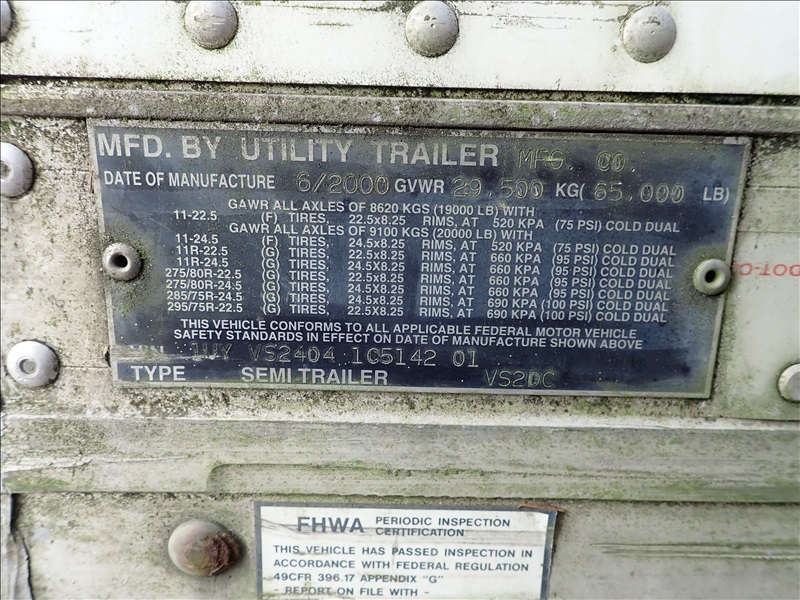 MFD. BY UTILITY TRAILER MFG. CO.
DATE OF MANUFACTURE 6/2000 GVWR 29.500 KG( 65.000 LB)
GAWR ALL AXLES OF 8620 KGS (19000 LB) WITH
11-22.5 (F) TIRES, 22.5x8.25 RIMS, AT 520 KPA (75 PSI) COLD DUAL
GAWR ALL AXLES OF 9100 KGS (20000 LB) WITH
11-24.5 (F) TIRES, 24.5x8.25 RIMS, AT 520 KPA (75 PSI) COLD DUAL
11R-22.5 (G) TIRES, 22.5x8.25 RIMS, AT 660 KPA (95 PSI) COLD DUAL
11R-24.5 (G) TIRES, 24.5x8.25 RIMS, AT 660 KPA (95 PSI) COLD DUAL
275/80R-22.5 (G) TIRES, 22.5x8.25 RIMS, AT 660 KPA (95 PSI) COLD DUAL
275/80R-24.5 (G) TIRES, 24.5x8.25 RIMS, AT 660 KPA (95 PSI) COLD DUAL
285/75R-24.5 (G) TIRES, 24.5x8.25 RIMS, AT 690 KPA (100 PSI) COLD DUAL
295/75R-22.5 (G) TIRES, 22.5x8.25 RIMS, AT 690 KPA (100 PSI) COLD DUAL
THIS VEHICLE CONFORMS TO ALL APPLICABLE FEDERAL MOTOR VEHICLE
SAFETY STANDARDS IN EFFECT ON DATE OF MANUFACTURE SHOWN ABOVE
1UY VS2404 1C5142 01
TYPE SEMI TRAILER VS2DC
DOT-C
FHWA PERIODIC INSPECTION
CERTIFICATION
THIS VEHICLE HAS PASSED INSPECTION IN
ACCORDANCE WITH FEDERAL REGULATION
49CFR 396.17 APPENDIX "G"
- REPORT ON FILE WITH -